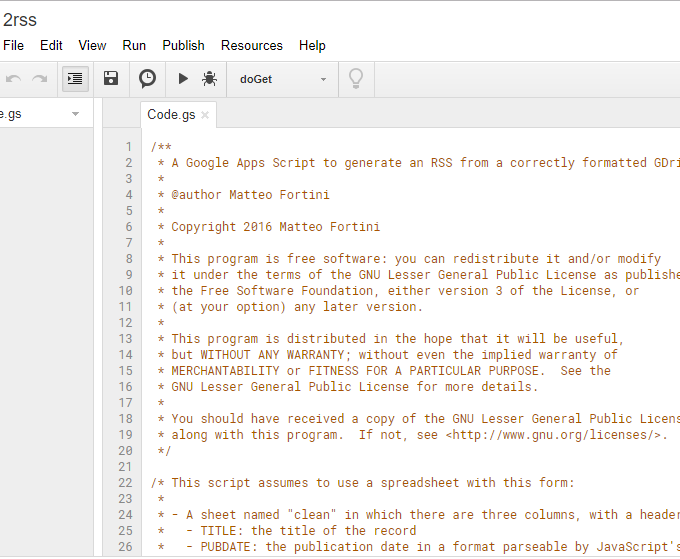 2rss
File Edit View Run Publish Resources Help
doGet
e.gs
Code.gs ×
1 /**
2 * A Google Apps Script to generate an RSS from a correctly formatted GDri
3 *
4 * @author Matteo Fortini
5 *
6 * Copyright 2016 Matteo Fortini
7 *
8 * This program is free software: you can redistribute it and/or modify
9 * it under the terms of the GNU Lesser General Public License as publishe
10 * the Free Software Foundation, either version 3 of the License, or
11 * (at your option) any later version.
12 *
13 * This program is distributed in the hope that it will be useful,
14 * but WITHOUT ANY WARRANTY; without even the implied warranty of
15 * MERCHANTABILITY or FITNESS FOR A PARTICULAR PURPOSE.  See the
16 * GNU Lesser General Public License for more details.
17 *
18 * You should have received a copy of the GNU Lesser General Public Licens
19 * along with this program.  If not, see <http://www.gnu.org/licenses/>.
20 */
21
22 /* This script assumes to use a spreadsheet with this form:
23 *
24 * - A sheet named "clean" in which there are three columns, with a header
25 *   - TITLE: the title of the record
26 *   - PUBDATE: the publication date in a format parseable by JavaScript's